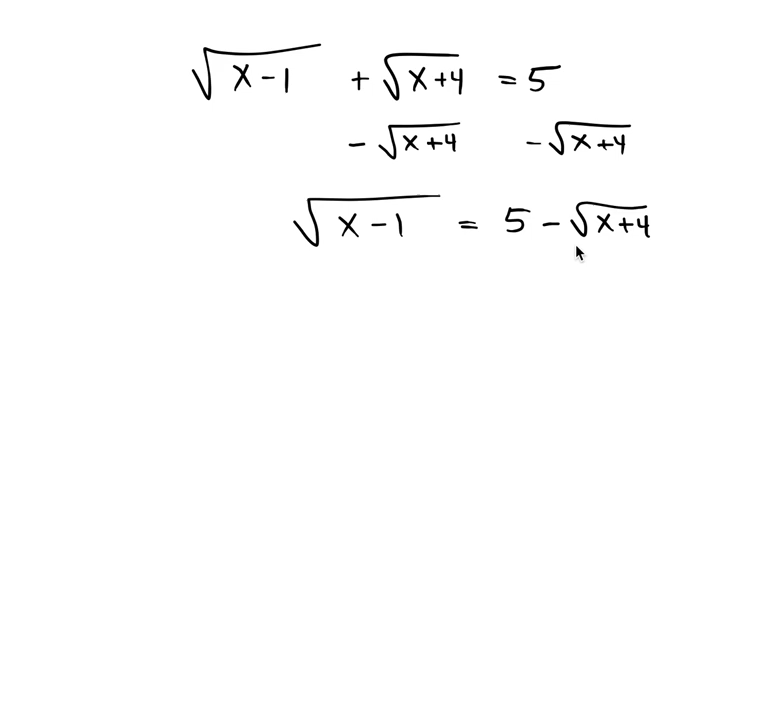 √(x-1) + √(x+4) = 5
- √(x+4) - √(x+4)
√(x-1) = 5 - √(x+4)